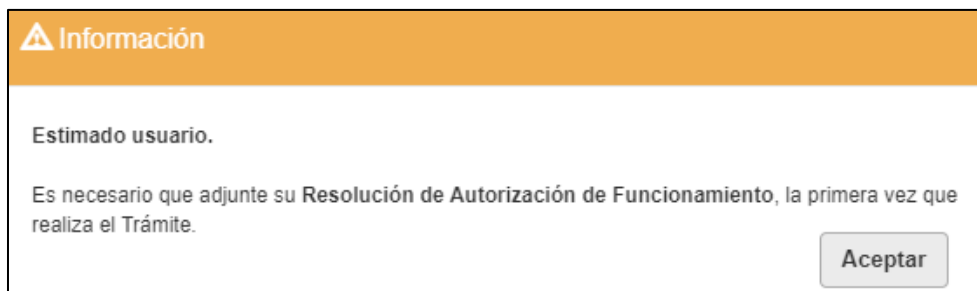 Información
Estimado usuario.
Es necesario que adjunte su Resolución de Autorización de Funcionamiento, la primera vez que
realiza el Trámite.
Aceptar